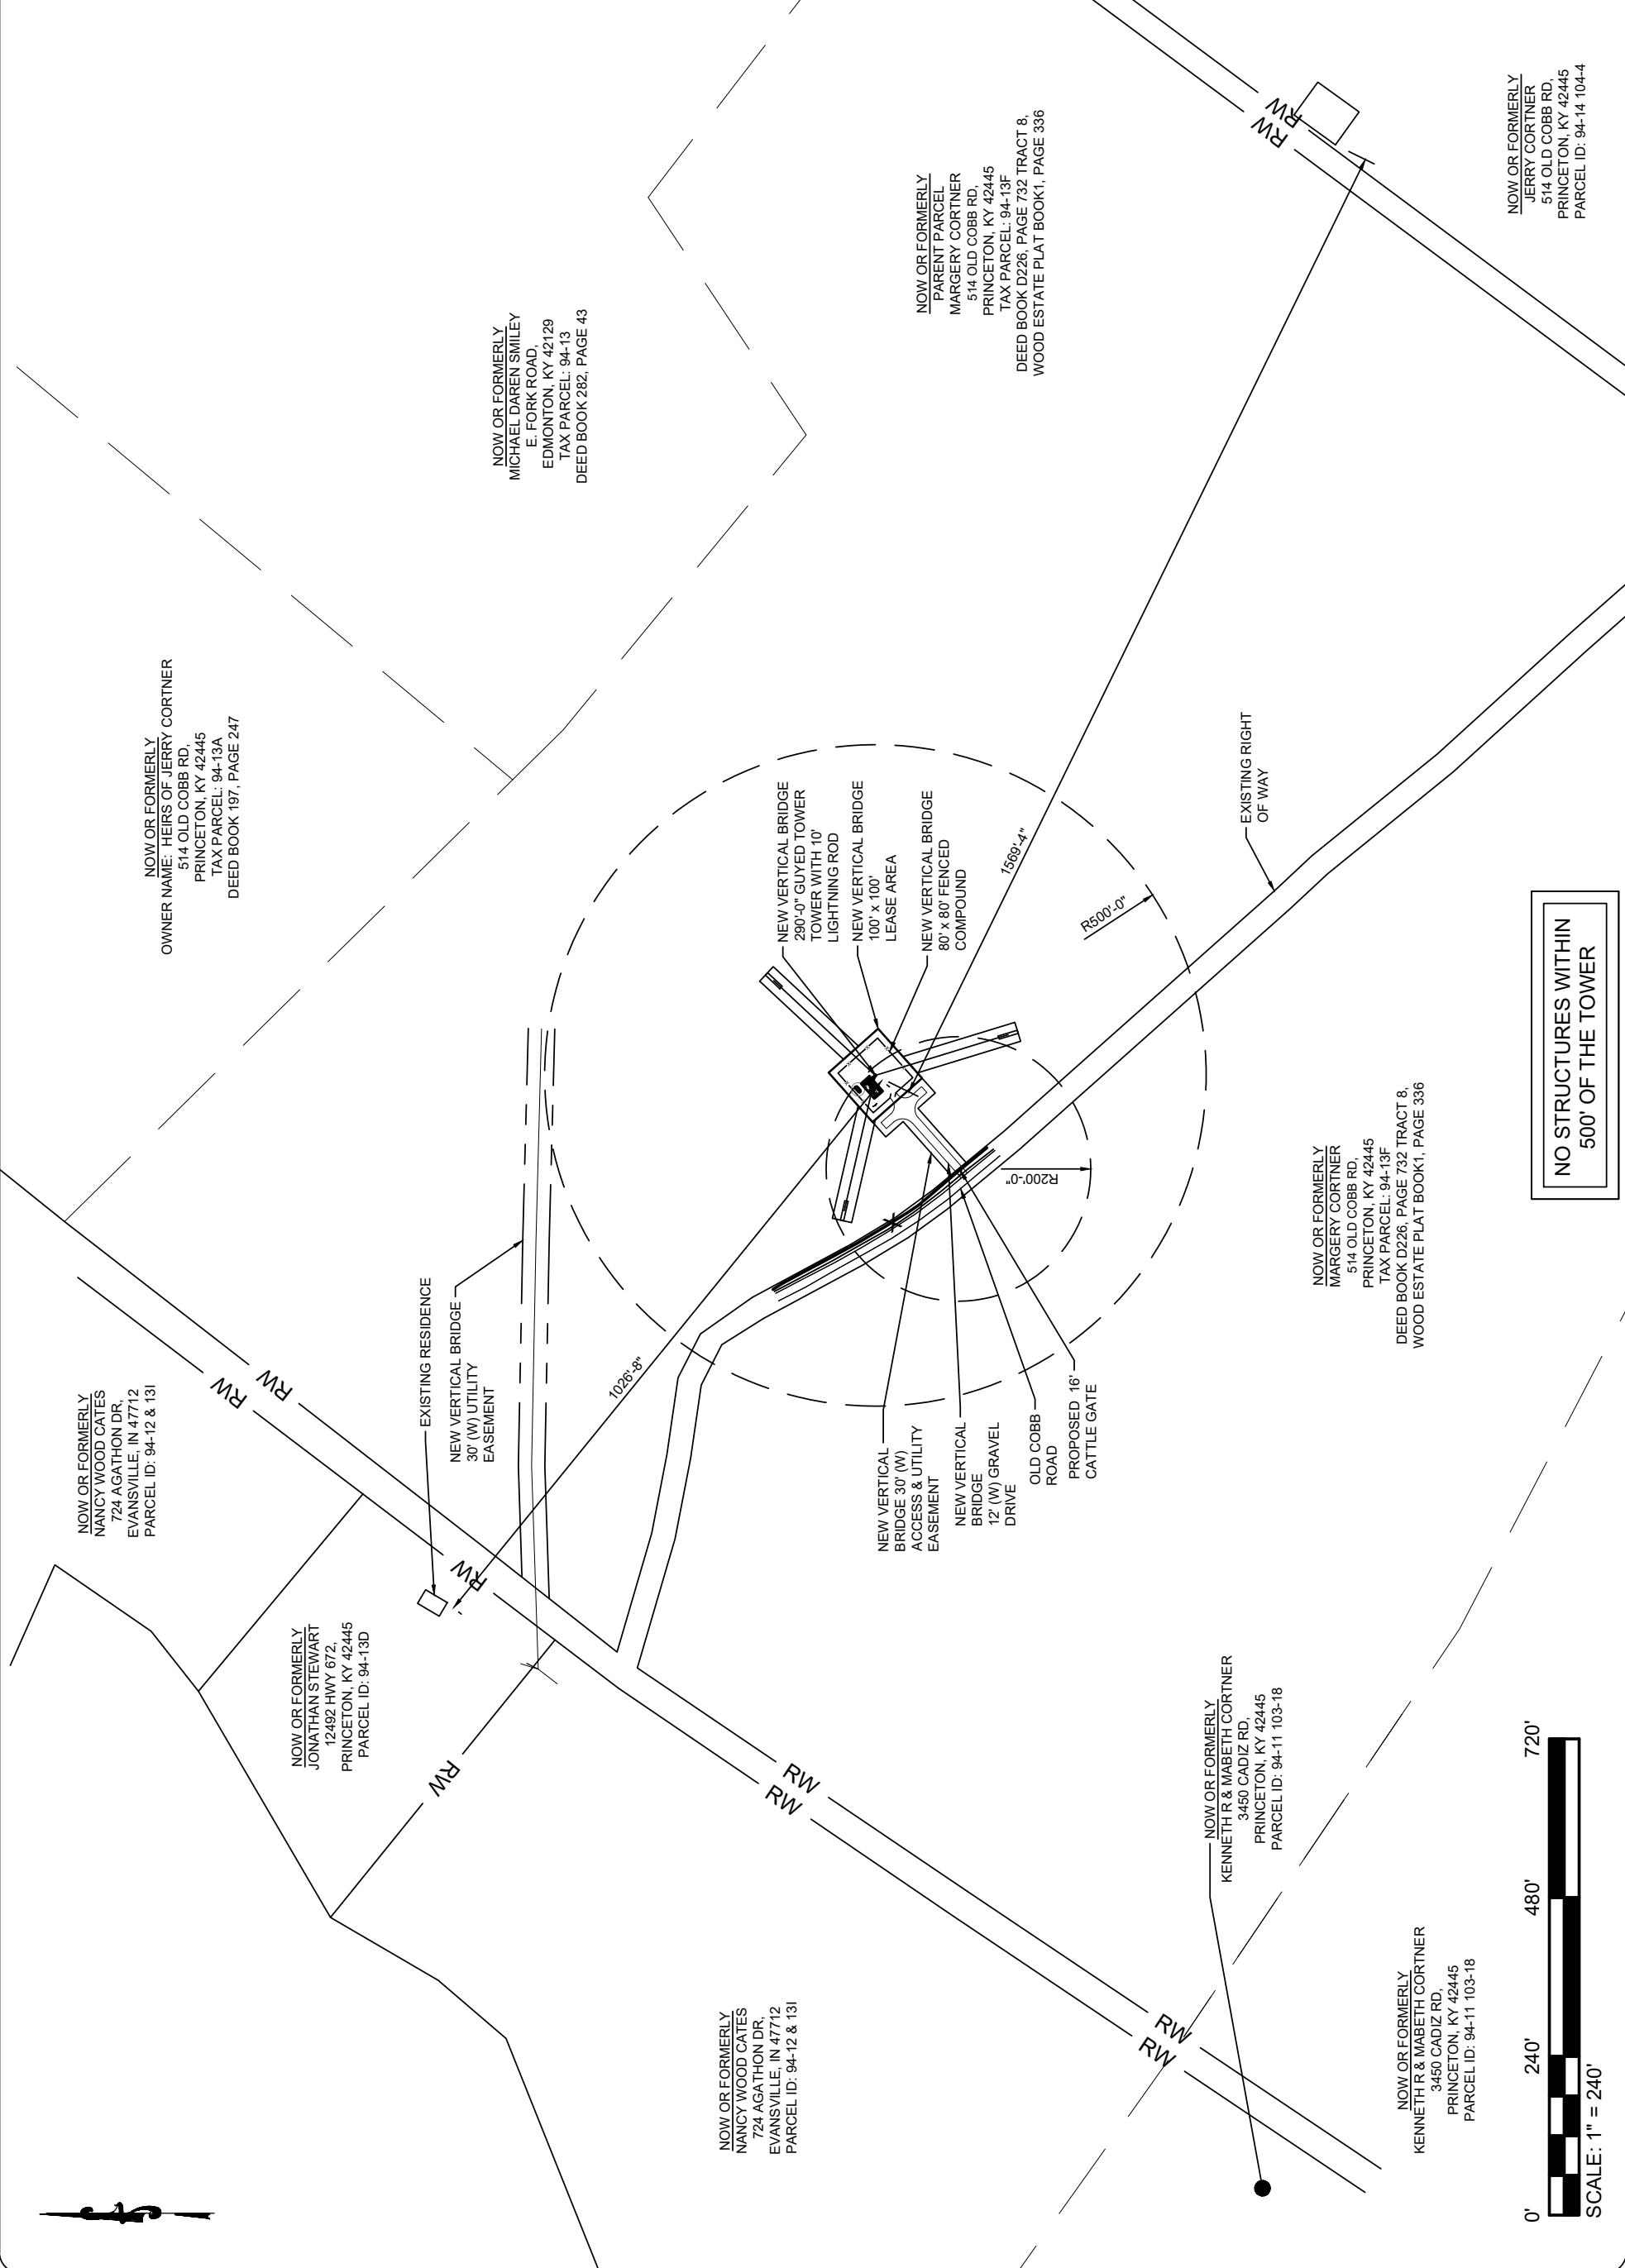 NOW OR FORMERLY
NANCY WOOD CATES
724 AGATHON DR,
EVANSVILLE, IN 47712
PARCEL ID: 94-12 & 13I
NOW OR FORMERLY
OWNER NAME: HEIRS OF JERRY CORTNER
514 OLD COBB RD,
PRINCETON, KY 42445
TAX PARCEL: 94-13A
DEED BOOK 197, PAGE 247
NOW OR FORMERLY
JONATHAN STEWART
12492 HWY 672,
PRINCETON, KY 42445
PARCEL ID: 94-13D
RW
RW
RW
RW
EXISTING RESIDENCE
NEW VERTICAL BRIDGE
30' (W) UTILITY
EASEMENT
NOW OR FORMERLY
MICHAEL DAREN SMILEY
E. FORK ROAD,
EDMONTON, KY 42129
TAX PARCEL: 94-13
DEED BOOK 282, PAGE 43
1026'-8"
NOW OR FORMERLY
NANCY WOOD CATES
724 AGATHON DR,
EVANSVILLE, IN 47712
PARCEL ID: 94-12 & 13I
RW
RW
NEW VERTICAL BRIDGE
290'-0" GUYED TOWER
TOWER WITH 10'
LIGHTNING ROD
NEW VERTICAL BRIDGE
100' x 100'
LEASE AREA
NEW VERTICAL BRIDGE
80' x 80' FENCED
COMPOUND
NOW OR FORMERLY
PARENT PARCEL
MARGERY CORTNER
514 OLD COBB RD,
PRINCETON, KY 42445
TAX PARCEL: 94-13F
DEED BOOK D226, PAGE 732 TRACT 8,
WOOD ESTATE PLAT BOOK1, PAGE 336
NEW VERTICAL
BRIDGE 30' (W)
ACCESS & UTILITY
EASEMENT
NEW VERTICAL
BRIDGE
12' (W) GRAVEL
DRIVE
OLD COBB
ROAD
PROPOSED 16'
CATTLE GATE
R200'-0"
1569'-4"
R500'-0"
EXISTING RIGHT
OF WAY
RW
RW
RW
RW
NOW OR FORMERLY
KENNETH R & MABETH CORTNER
3450 CADIZ RD,
PRINCETON, KY 42445
PARCEL ID: 94-11 103-18
NOW OR FORMERLY
MARGERY CORTNER
514 OLD COBB RD,
PRINCETON, KY 42445
TAX PARCEL: 94-13F
DEED BOOK D226, PAGE 732 TRACT 8,
WOOD ESTATE PLAT BOOK1, PAGE 336
NOW OR FORMERLY
KENNETH R & MABETH CORTNER
3450 CADIZ RD,
PRINCETON, KY 42445
PARCEL ID: 94-11 103-18
NOW OR FORMERLY
JERRY CORTNER
514 OLD COBB RD,
PRINCETON, KY 42445
PARCEL ID: 94-14 104-4
NO STRUCTURES WITHIN
500' OF THE TOWER
0' 240' 480' 720'
SCALE: 1" = 240'